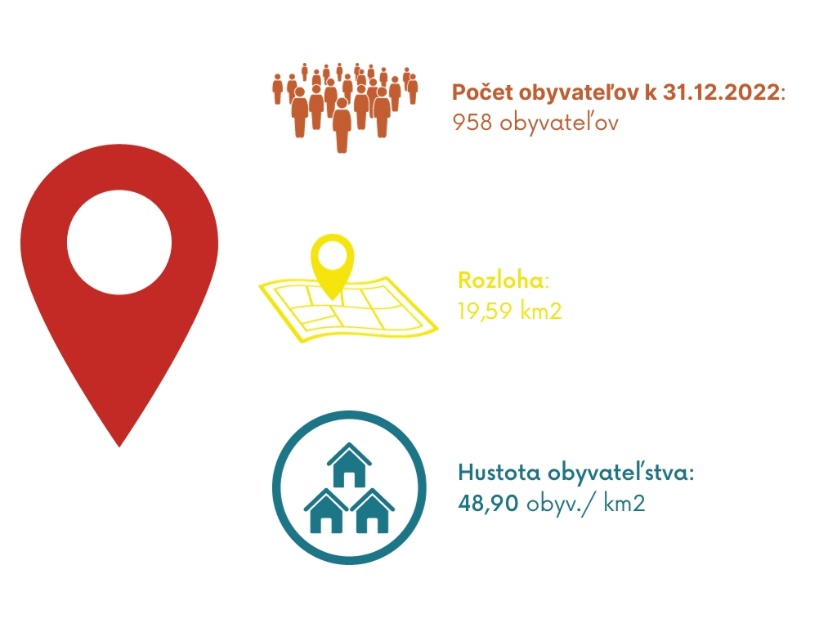 Počet obyvateľov k 31.12.2022:
958 obyvateľov
Rozloha:
19,59 km2
Hustota obyvateľstva:
48,90 obyv./ km2